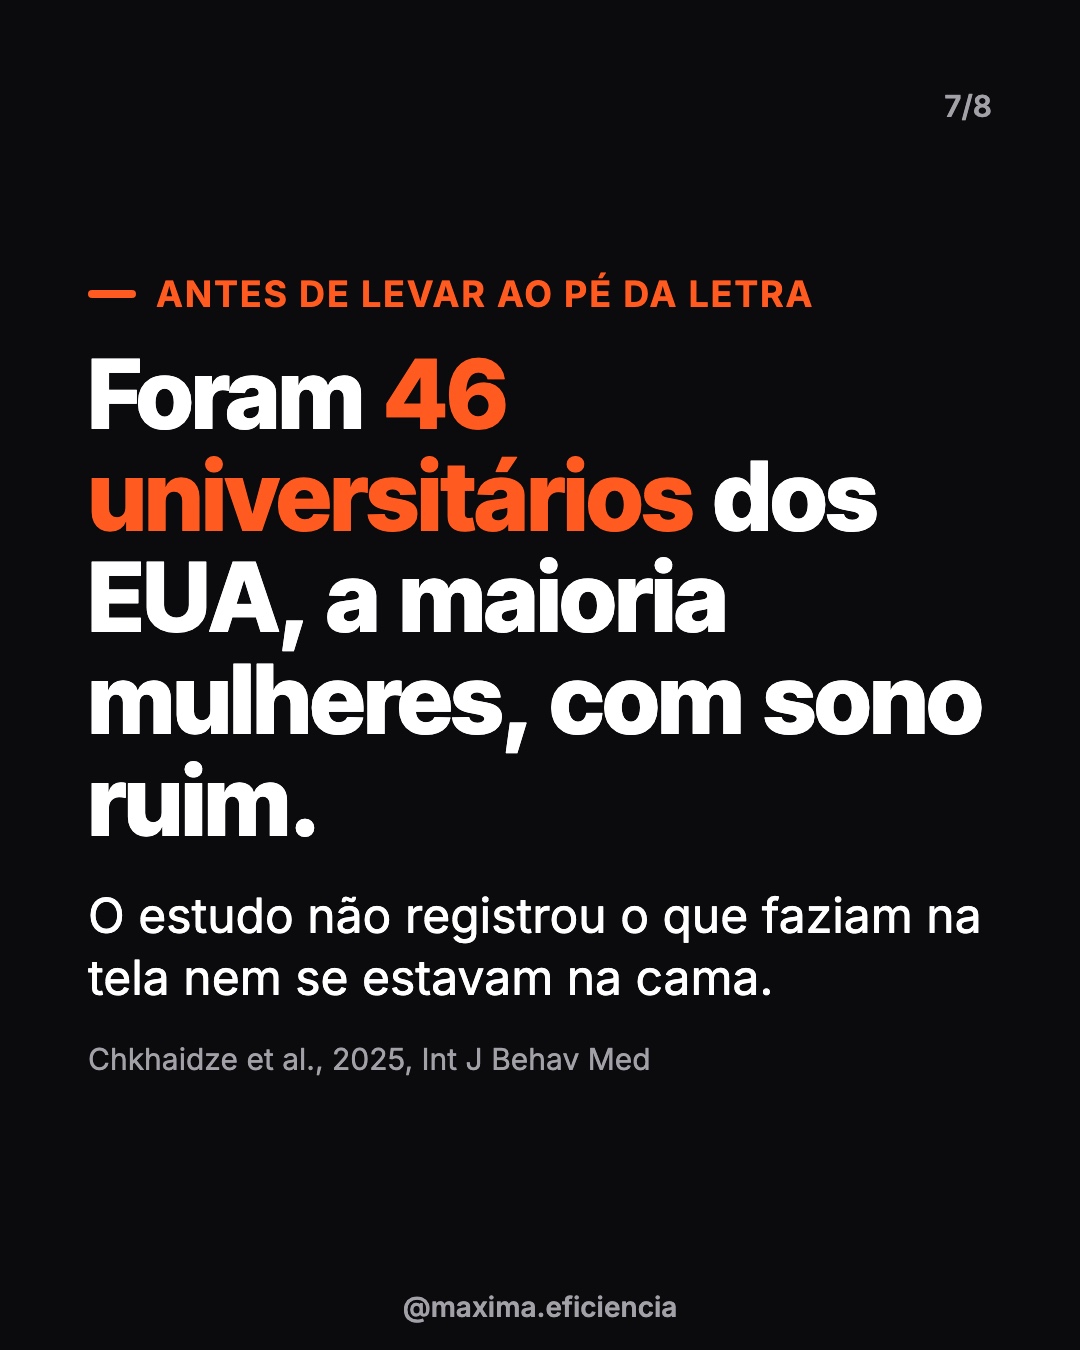 7/8
ANTES DE LEVAR AO PÉ DA LETRA
Foram 46
universitários dos
EUA, a maioria
mulheres, com sono
ruim.
O estudo não registrou o que faziam na
tela nem se estavam na cama.
Chkhaidze et al., 2025, Int J Behav Med
@maxima.eficiencia